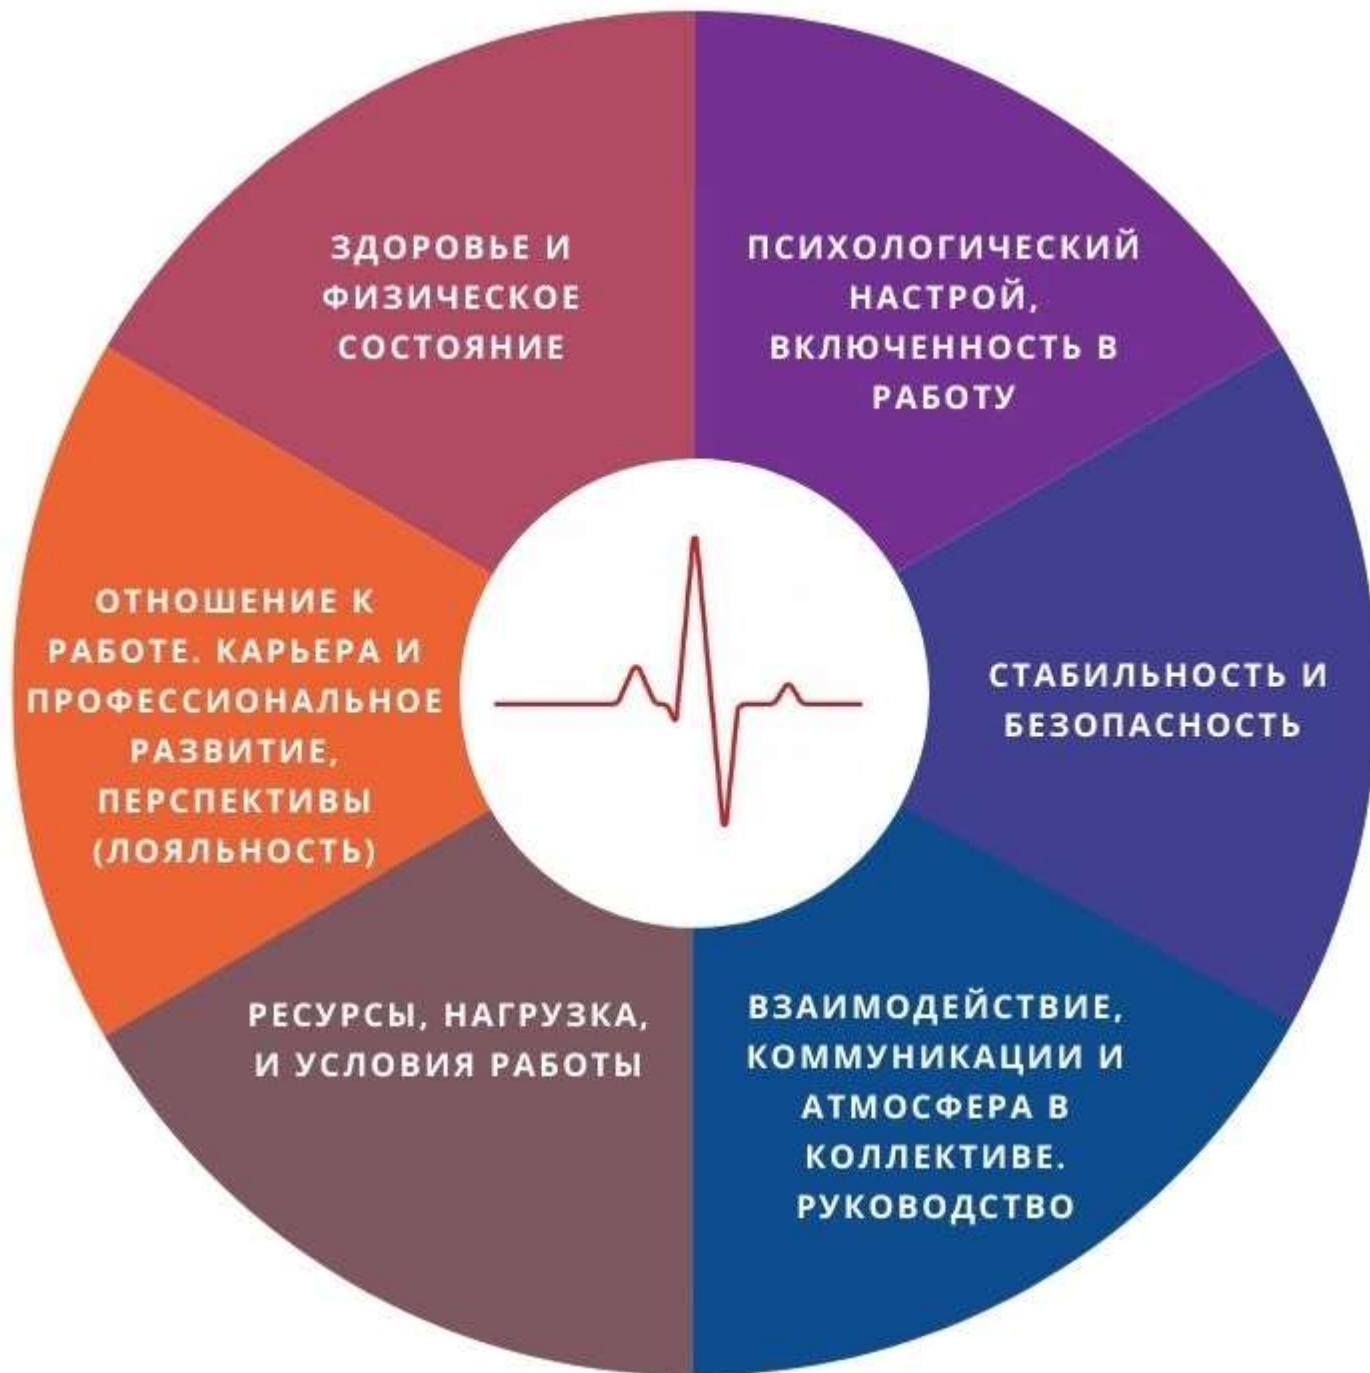 ЗДОРОВЬЕ И
ФИЗИЧЕСКОЕ
СОСТОЯНИЕ
ПСИХОЛОГИЧЕСКИЙ
НАСТРОЙ,
ВКЛЮЧЕННОСТЬ В
РАБОТУ
ОТНОШЕНИЕ К
РАБОТЕ. КАРЬЕРА И
ПРОФЕССИОНАЛЬНОЕ
РАЗВИТИЕ,
ПЕРСПЕКТИВЫ
(ЛОЯЛЬНОСТЬ)
СТАБИЛЬНОСТЬ И
БЕЗОПАСНОСТЬ
РЕСУРСЫ, НАГРУЗКА,
И УСЛОВИЯ РАБОТЫ
ВЗАИМОДЕЙСТВИЕ,
КОММУНИКАЦИИ И
АТМОСФЕРА В
КОЛЛЕКТИВЕ.
РУКОВОДСТВО